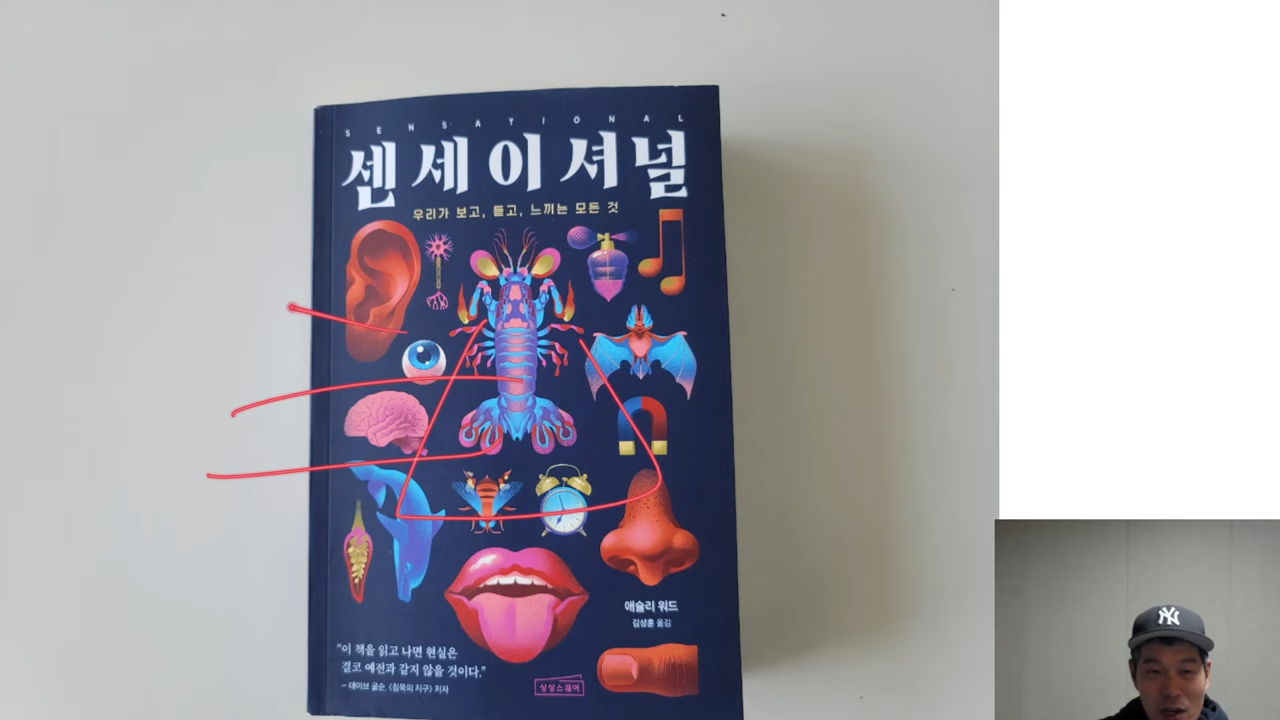 SENSATIONAL
센세이셔널
우리가 보고, 듣고, 느끼는 모든 것
애슐리 워드
김성훈 옮김
“이 책을 읽고 나면 현실은
결코 예전과 같지 않을 것이다.”
– 데이브 굴슨, 《침묵의 지구》 저자
상상스퀘어
NY